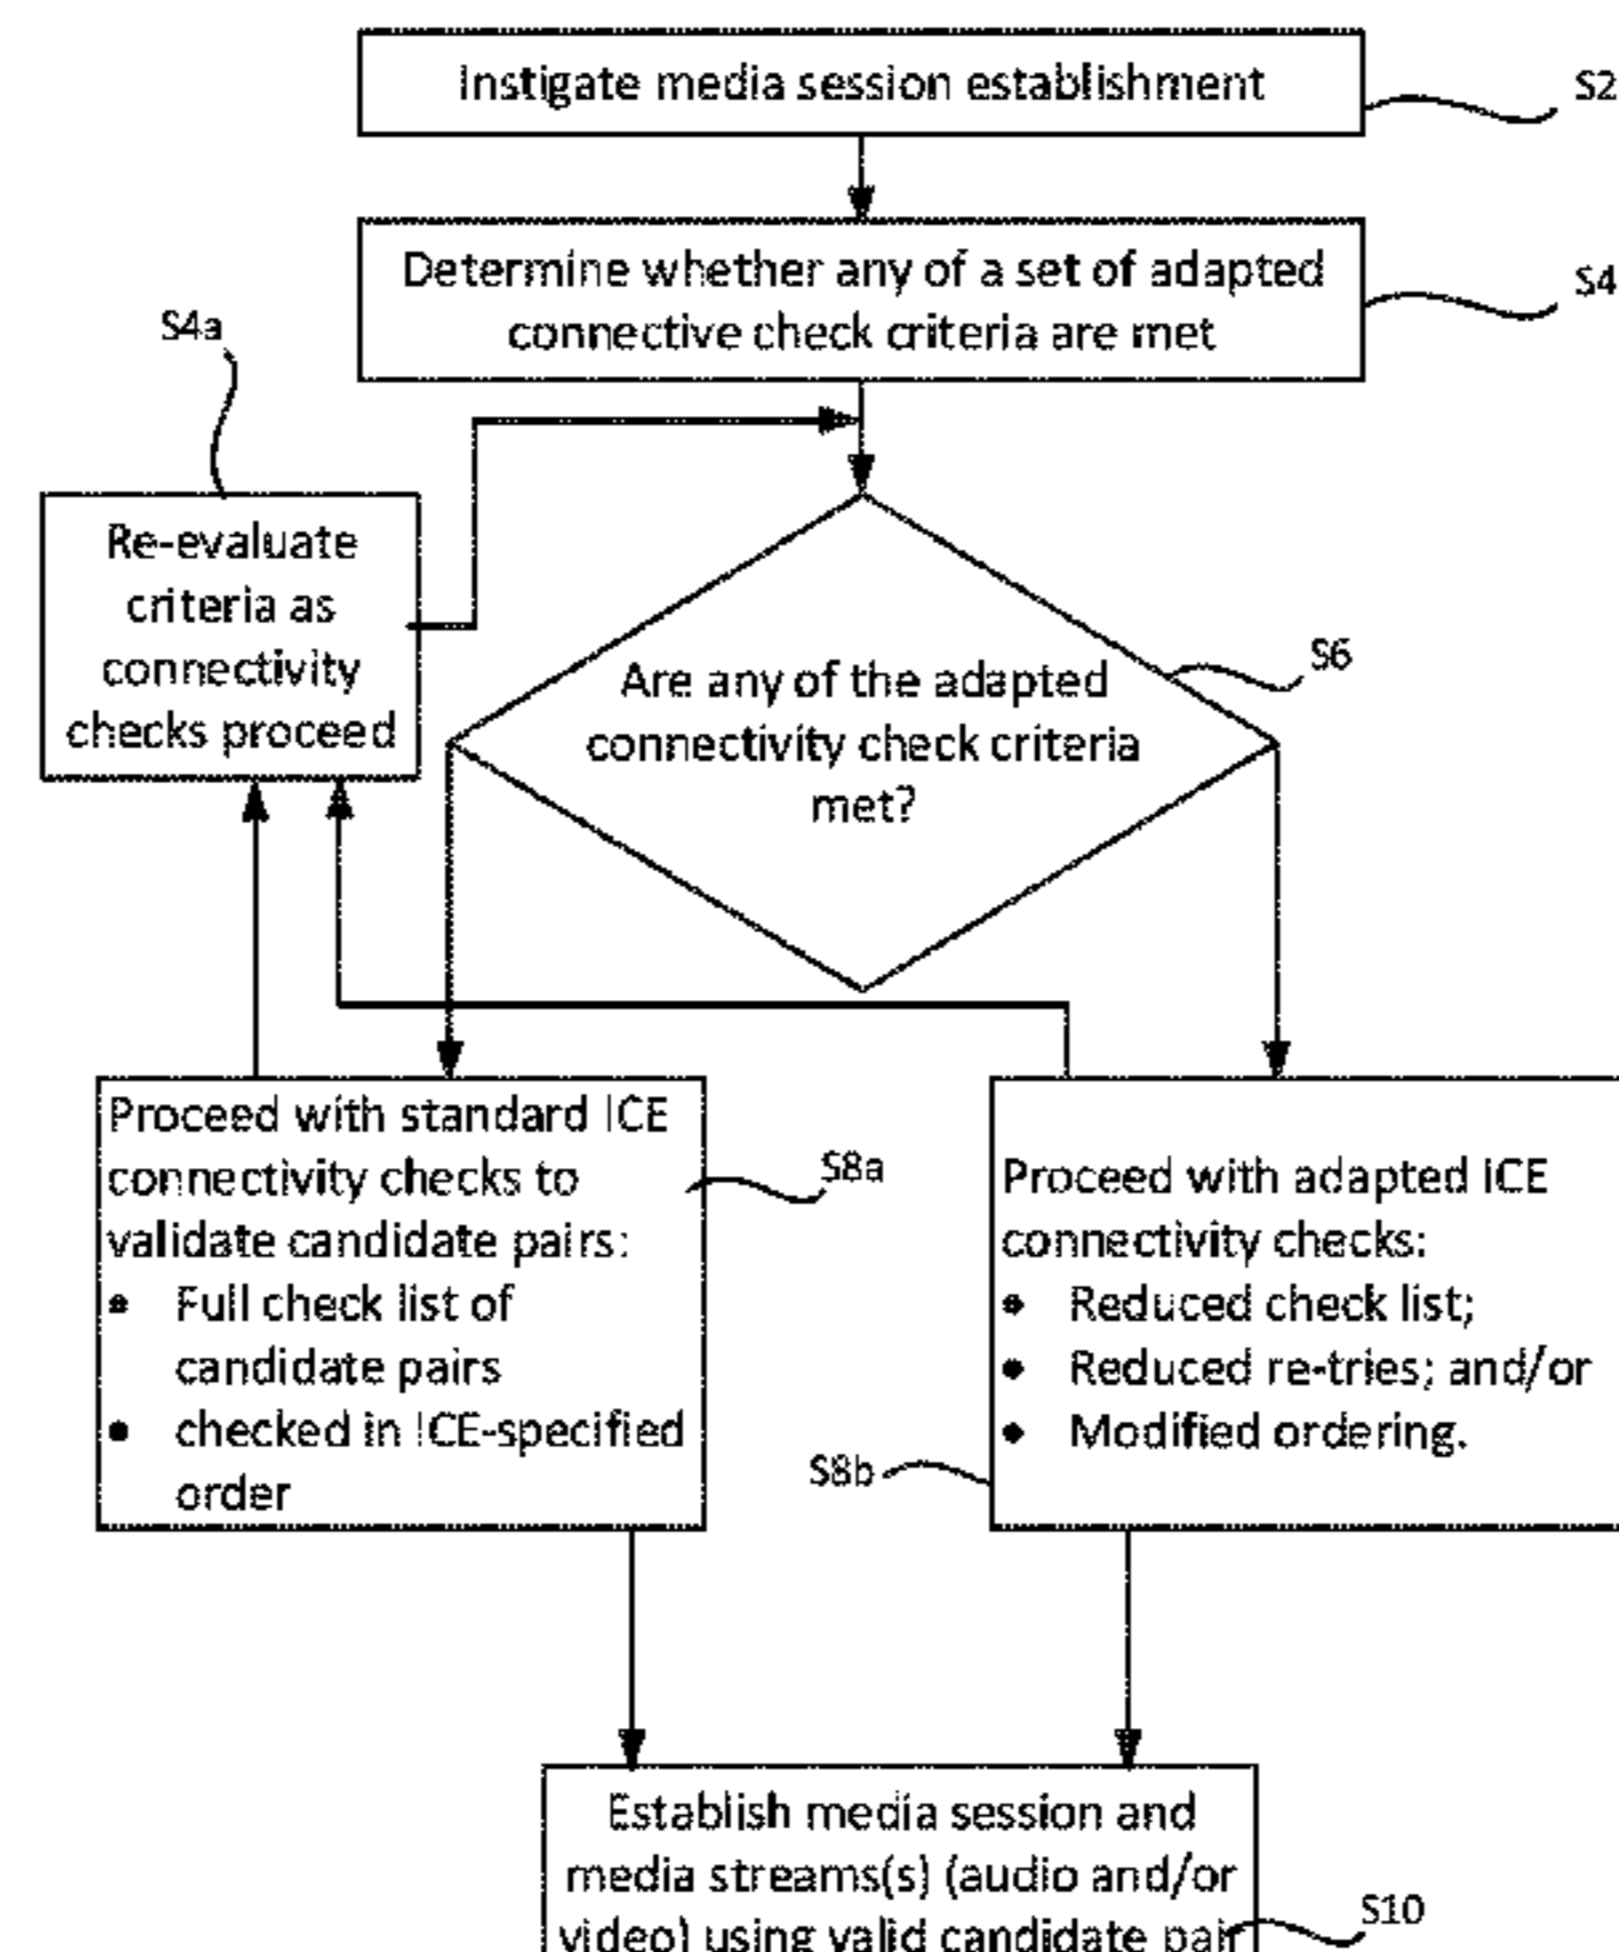 Instigate media session establishment
S2
Determine whether any of a set of adapted
connective check criteria are met
S4
S4a
Re-evaluate
criteria as
connectivity
checks proceed
Are any of the adapted
connectivity check criteria
met?
S6
Proceed with standard ICE
connectivity checks to
validate candidate pairs:
• Full check list of
candidate pairs
• checked in ICE-specified
order
S8a
Proceed with adapted ICE
connectivity checks:
• Reduced check list;
• Reduced re-tries; and/or
• Modified ordering.
S8b
Establish media session and
media streams(s) (audio and/or
video) using valid candidate pair
S10